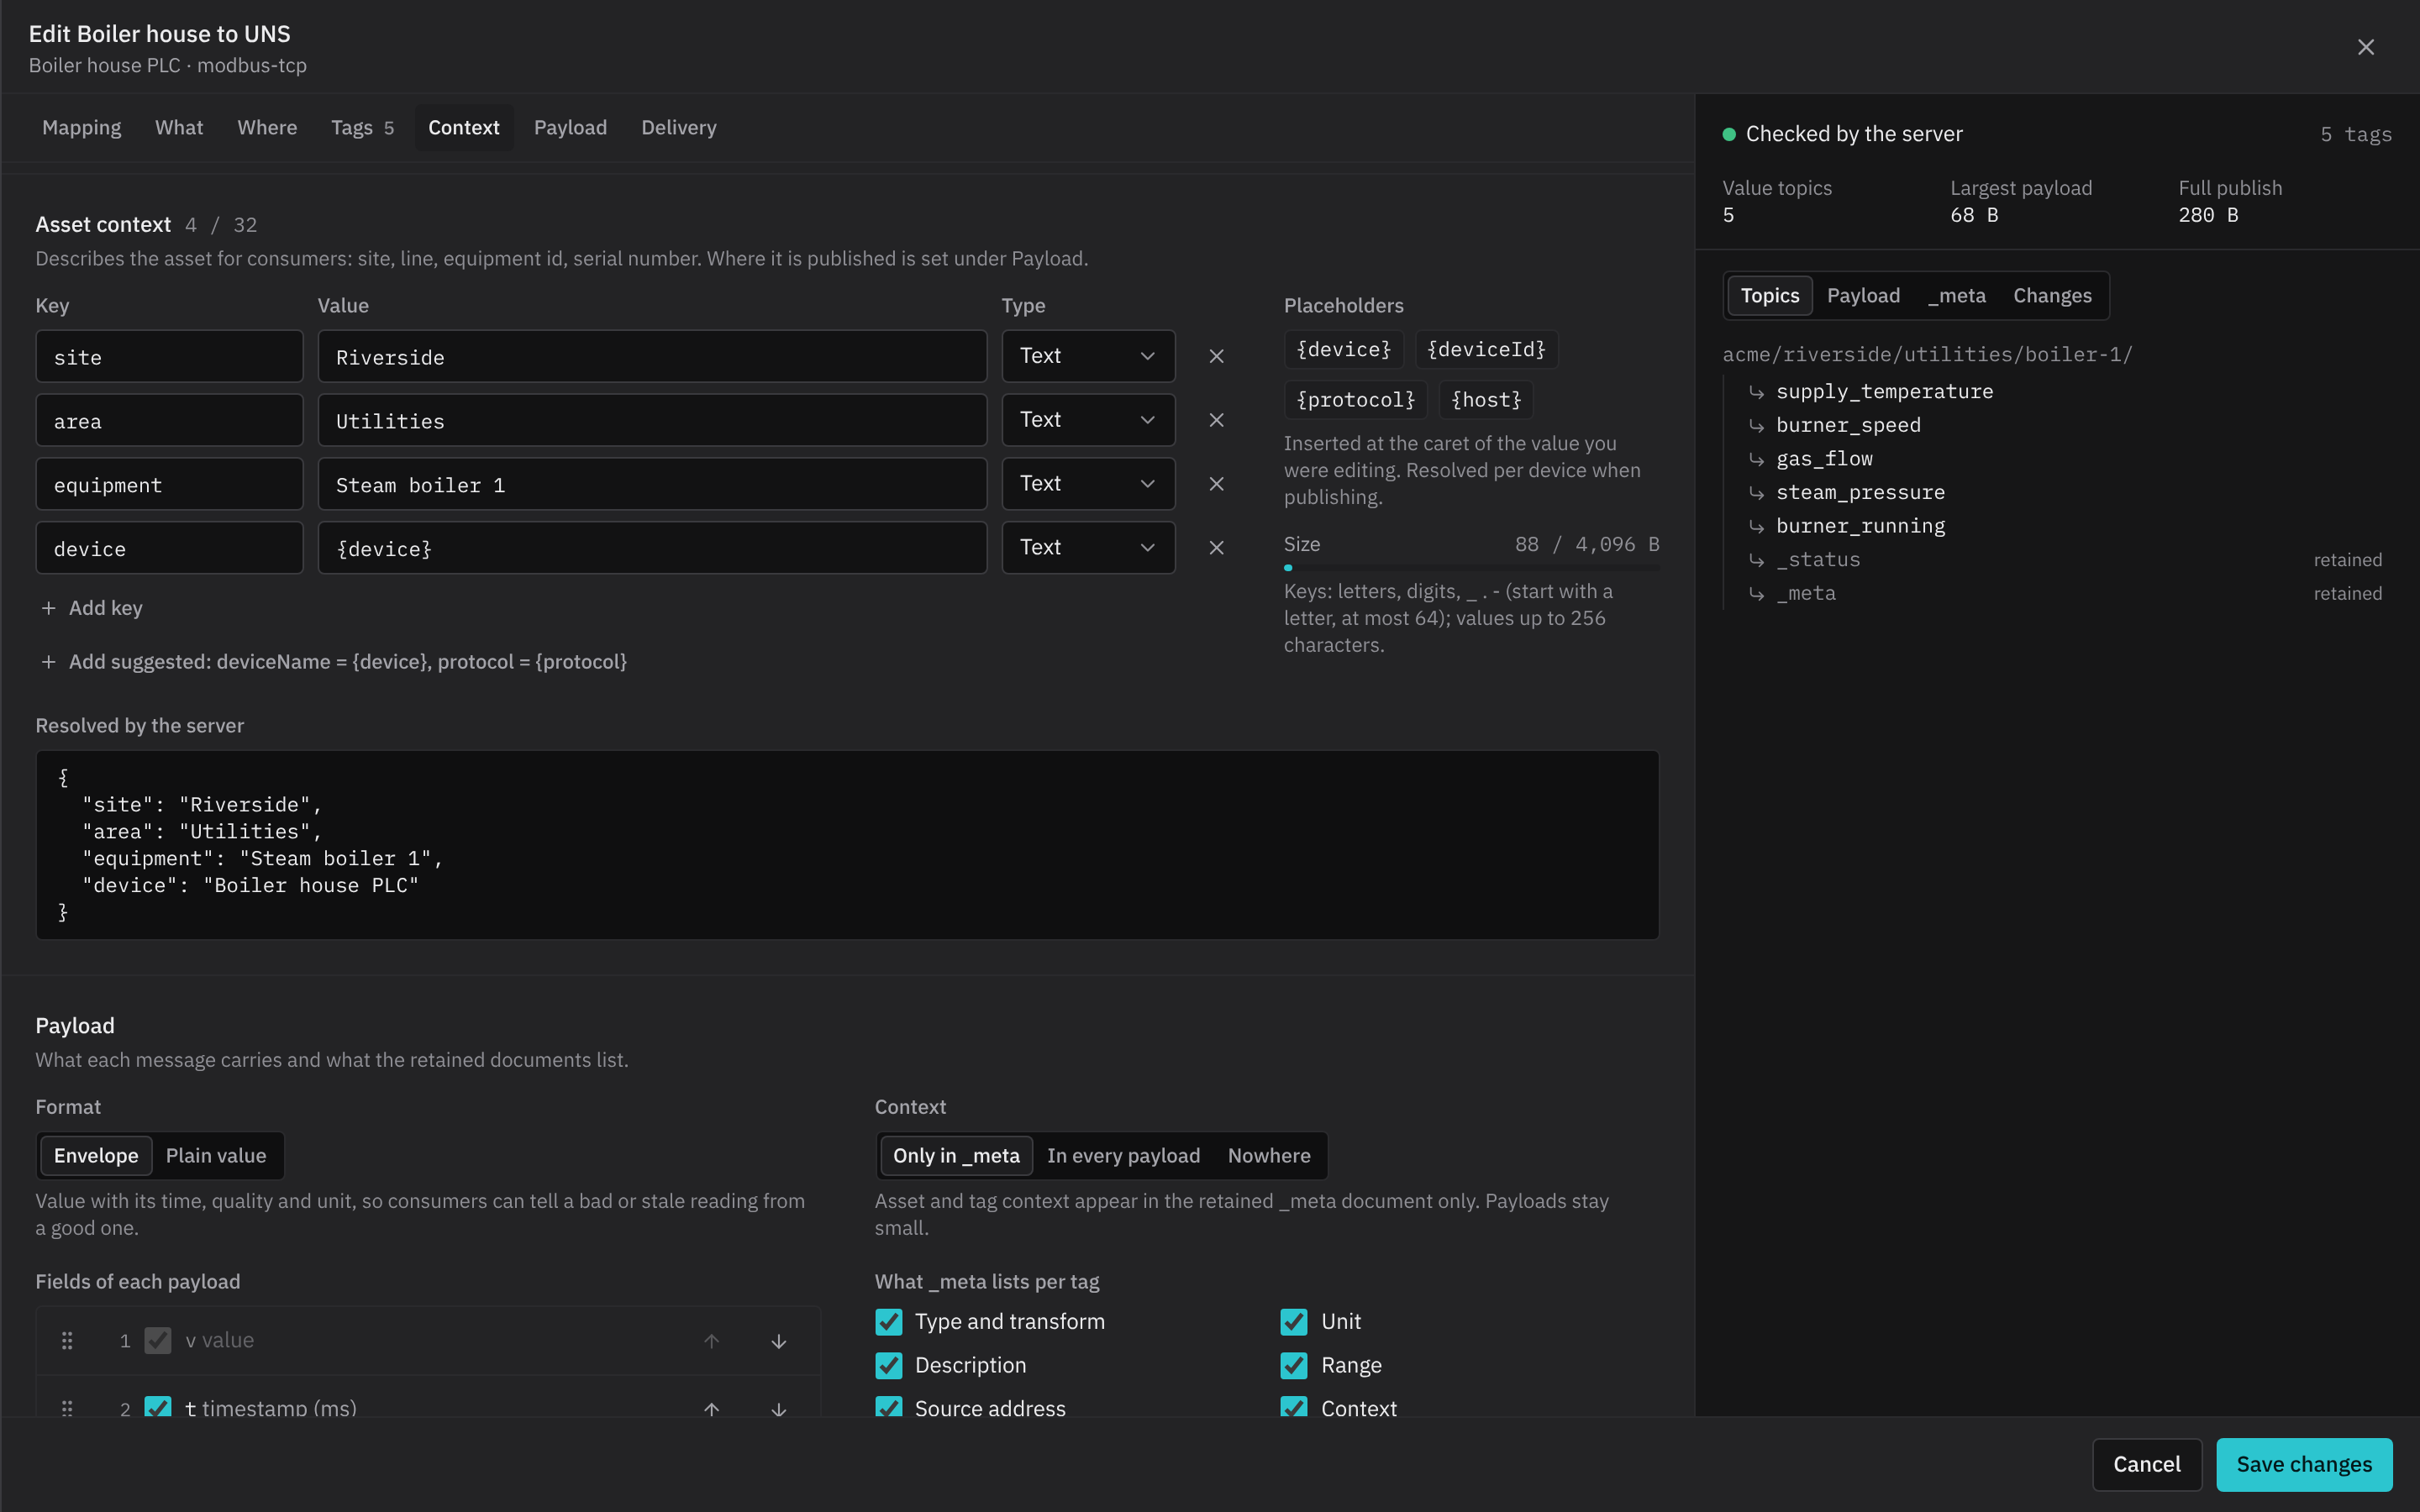 Edit Boiler house to UNS
Boiler house PLC · modbus-tcp
Mapping What Where Tags 5 Context Payload Delivery
Asset context 4 / 32
Describes the asset for consumers: site, line, equipment id, serial number. Where it is published is set under Payload.
Key Value Type
site Riverside Text
area Utilities Text
equipment Steam boiler 1 Text
device {device} Text
+ Add key
+ Add suggested: deviceName = {device}, protocol = {protocol}
Placeholders
{device} {deviceId}
{protocol} {host}
Inserted at the caret of the value you
were editing. Resolved per device when
publishing.
Size 88 / 4,096 B
Keys: letters, digits, _ . - (start with a
letter, at most 64); values up to 256
characters.
Resolved by the server
{
"site": "Riverside",
"area": "Utilities",
"equipment": "Steam boiler 1",
"device": "Boiler house PLC"
}
Payload
What each message carries and what the retained documents list.
Format
Envelope Plain value
Value with its time, quality and unit, so consumers can tell a bad or stale reading from
a good one.
Fields of each payload
1 v value
2 t timestamp (ms)
Context
Only in _meta In every payload Nowhere
Asset and tag context appear in the retained _meta document only. Payloads stay
small.
What _meta lists per tag
Type and transform Unit
Description Range
Source address Context
Checked by the server 5 tags
Value topics Largest payload Full publish
5 68 B 280 B
Topics Payload _meta Changes
acme/riverside/utilities/boiler-1/
supply_temperature
burner_speed
gas_flow
steam_pressure
burner_running
_status retained
_meta retained
Cancel Save changes